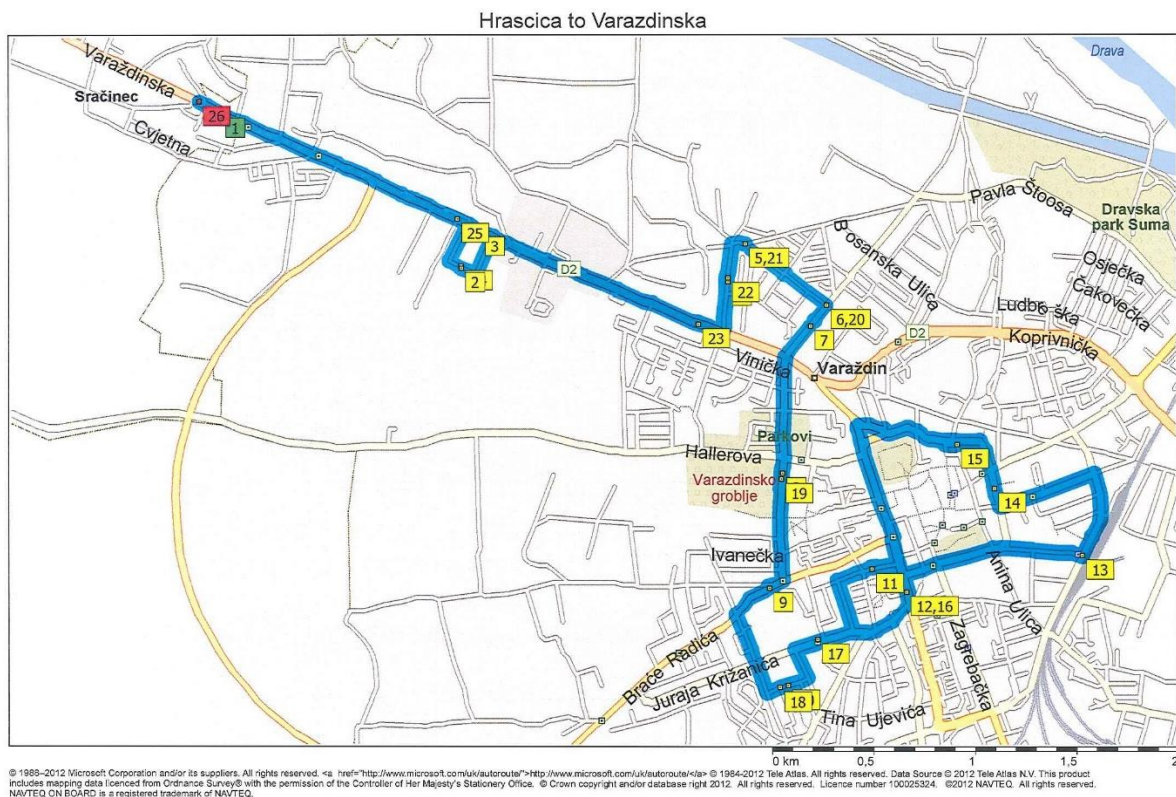 Hrascica to Varazdinska
Drava
Varaždinska
Sračinec
26
1
Cvjetna
Pavla Štoosa
Dravska
park Suma
25
3
2
D2
5,21
Bosanska Ulica
Osječka
Čakovečka
22
6,20
Ludbreška
7
D2
Koprivnička
23
Vinička
Varaždin
Parkovi
Hallerova
15
Varazdinsko
groblje
19
14
Ivanečka
13
11
Anina Ulica
9
12,16
Zagrebačka
17
Braće Radića
Juraja Križanića
18
Tina Ujevića
0 km
0,5
1
1,5
2
© 1988–2012 Microsoft Corporation and/or its suppliers. All rights reserved. <a href="http://www.microsoft.com/uk/autoroute/">http://www.microsoft.com/uk/autoroute/</a> © 1984-2012 Tele Atlas. All rights reserved. Data Source © 2012 Tele Atlas N.V. This product
includes mapping data licenced from Ordnance Survey® with the permission of the Controller of Her Majesty's Stationery Office. © Crown copyright and/or database right 2012. All rights reserved. Licence number 100025324. ©2012 NAVTEQ. All rights reserved.
NAVTEQ ON BOARD is a registered trademark of NAVTEQ.